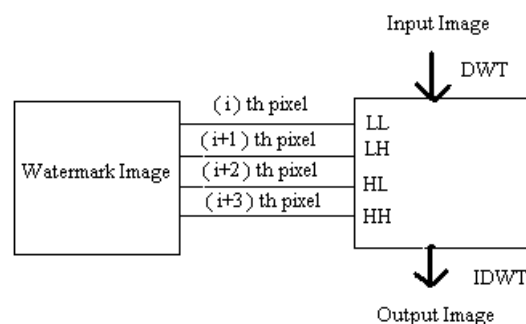 Input Image
DWT
(i) th pixel
LL
(i+1) th pixel
LH
Watermark Image
(i+2) th pixel
HL
(i+3) th pixel
HH
IDWT
Output Image